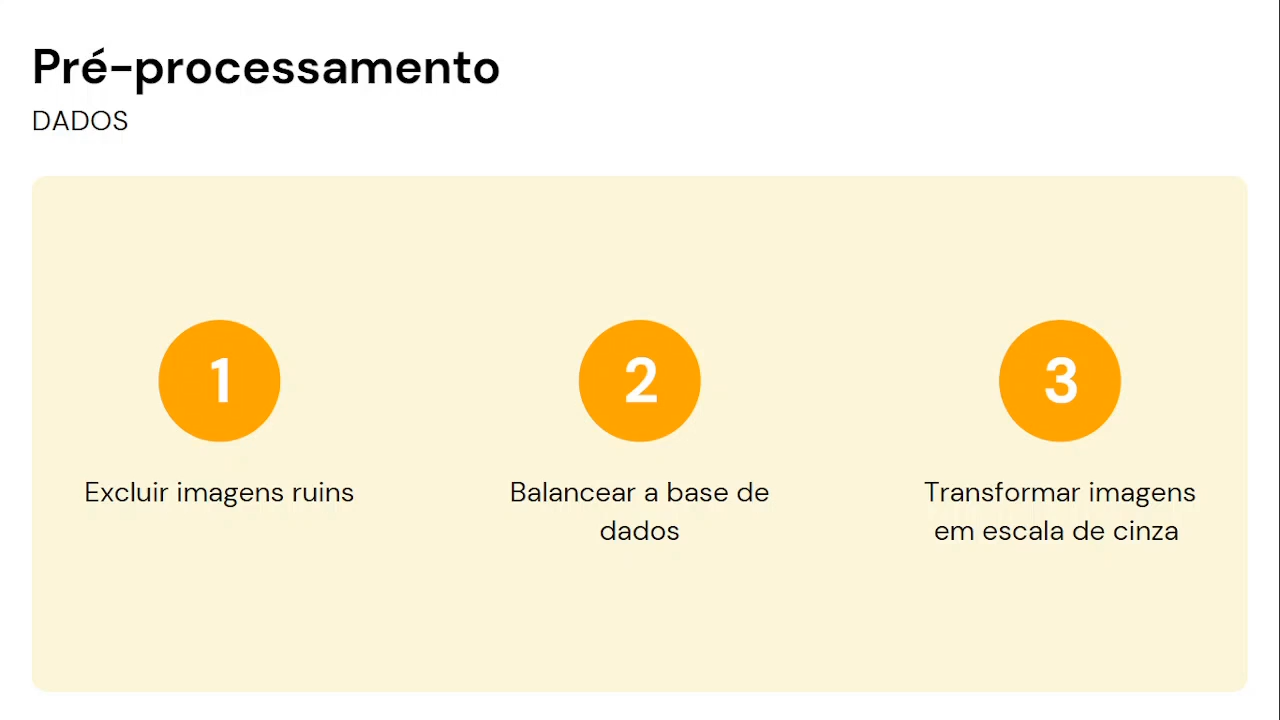 Pré-processamento
DADOS
1
Excluir imagens ruins
2
Balancear a base de
dados
3
Transformar imagens
em escala de cinza